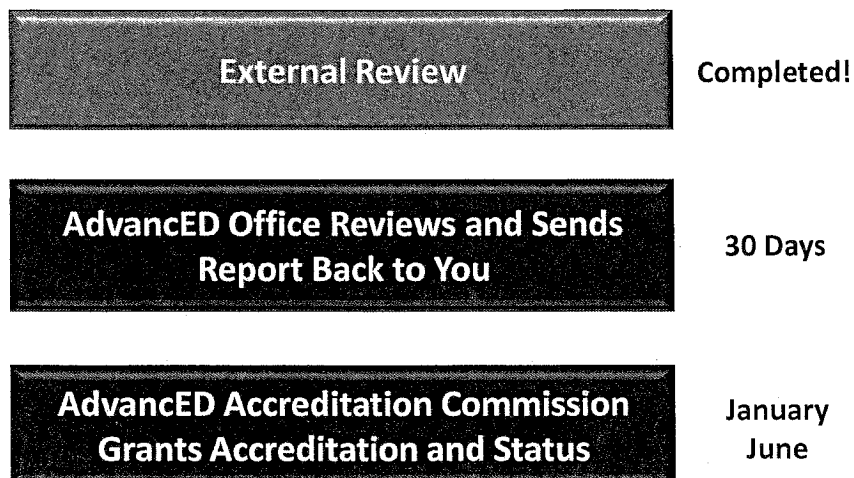 External Review
Completed!
AdvancED Office Reviews and Sends
Report Back to You
30 Days
AdvancED Accreditation Commission
Grants Accreditation and Status
January
June